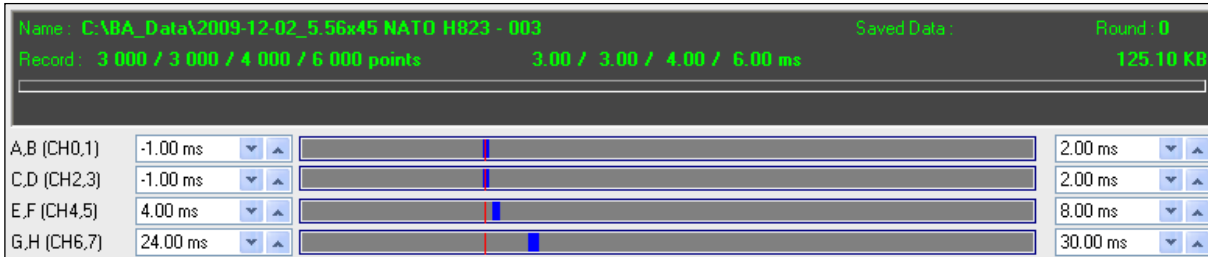 Name : C:\BA_Data\2009-12-02_5.56x45 NATO H823 - 003 Saved Data : Round : 0
Record : 3 000 / 3 000 / 4 000 / 6 000 points 3.00 / 3.00 / 4.00 / 6.00 ms 125.10 KB
A,B (CH0,1) -1.00 ms 2.00 ms
C,D (CH2,3) -1.00 ms 2.00 ms
E,F (CH4,5) 4.00 ms 8.00 ms
G,H (CH6,7) 24.00 ms 30.00 ms